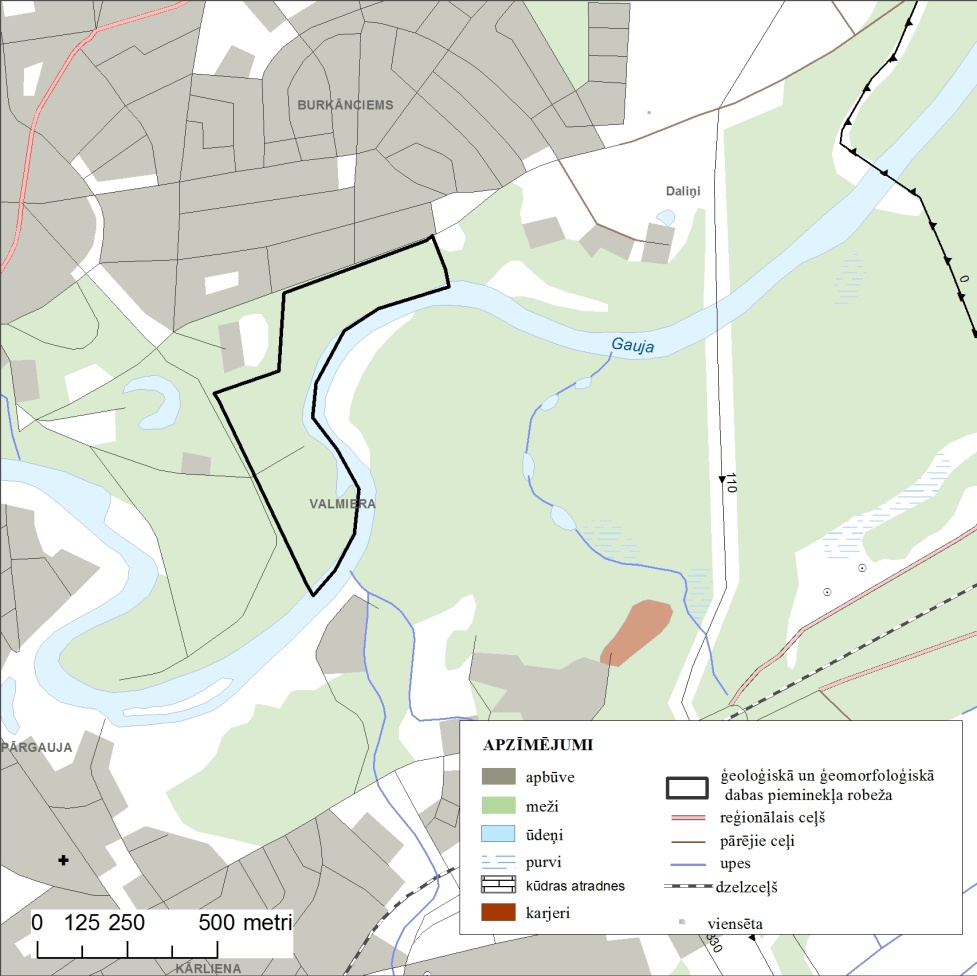 BURKĀNCIEMS
Daliņi
0
Gauja
110
VALMIERA
PĀRGAUJA
APZĪMĒJUMI
apbūve
meži
ūdeņi
purvi
kūdras atradnes
karjeri
ģeoloģiskā un ģeomorfoloģiskā
dabas pieminekļa robeža
reģionālais ceļš
pārējie ceļi
upes
dzelzceļš
viensēta
0 125 250 500 metri
330
KĀRLIENA